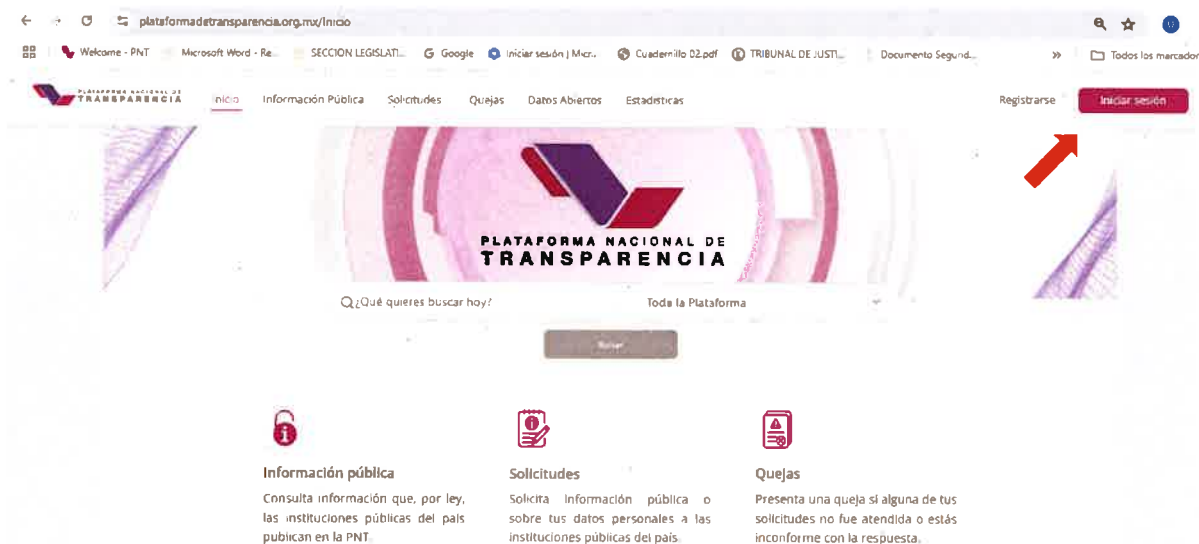 plataformadetransparencia.org.mx/Inicio
Welcome - PNT Microsoft Word - Re... SECCION LEGISLATI... Google Iniciar sesión | Micr... Cuadernillo 02.pdf TRIBUNAL DE JUSTI... Documento Segund... » Todos los marcador
PLATAFORMA NACIONAL DE
TRANSPARENCIA
Inicio Información Pública Solicitudes Quejas Datos Abiertos Estadísticas Registrarse Iniciar sesión
PLATAFORMA NACIONAL DE
TRANSPARENCIA
¿Qué quieres buscar hoy? Toda la Plataforma
Buscar
Información pública
Consulta información que, por ley,
las instituciones públicas del país
publican en la PNT.
Solicitudes
Solicita información pública o
sobre tus datos personales a las
instituciones públicas del país.
Quejas
Presenta una queja si alguna de tus
solicitudes no fue atendida o estás
inconforme con la respuesta.